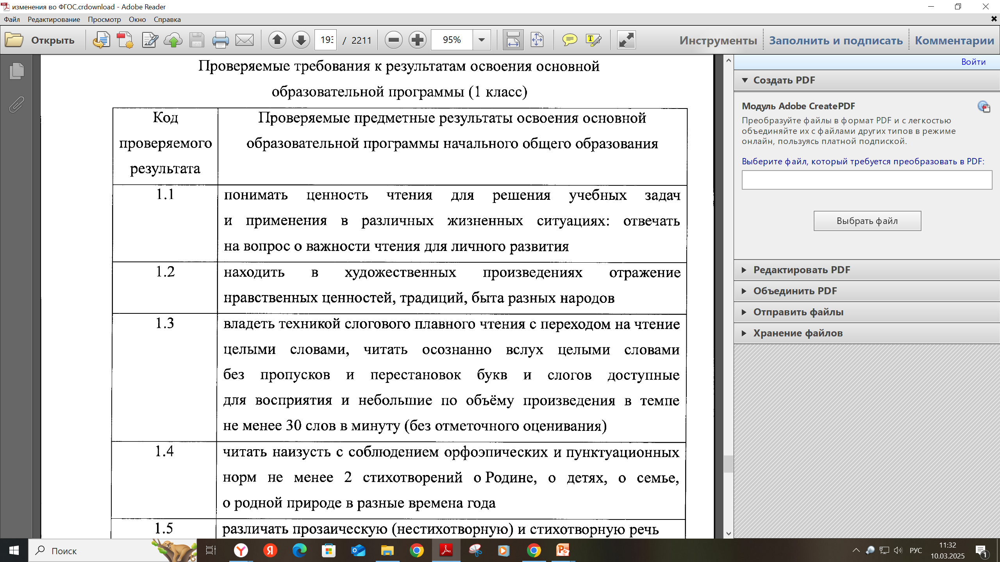 изменения во ФГОС.crdownload - Adobe Reader
Файл Редактирование Просмотр Окно Справка
Открыть
/ 2211
95%
Инструменты
Заполнить и подписать
Комментарии
Проверяемые требования к результатам освоения основной
образовательной программы (1 класс)
Код
проверяемого
результата
Проверяемые предметные результаты освоения основной
образовательной программы начального общего образования
1.1
понимать ценность чтения для решения учебных задач
и применения в различных жизненных ситуациях: отвечать
на вопрос о важности чтения для личного развития
1.2
находить в художественных произведениях отражение
нравственных ценностей, традиций, быта разных народов
1.3
владеть техникой слогового плавного чтения с переходом на чтение
целыми словами, читать осознанно вслух целыми словами
без пропусков и перестановок букв и слогов доступные
для восприятия и небольшие по объёму произведения в темпе
не менее 30 слов в минуту (без отметочного оценивания)
1.4
читать наизусть с соблюдением орфоэпических и пунктуационных
норм не менее 2 стихотворений о Родине, о детях, о семье,
о родной природе в разные времена года
1.5
различать прозаическую (нестихотворную) и стихотворную речь
Войти
Создать PDF
Модуль Adobe CreatePDF
Преобразуйте файлы в формат PDF и с легкостью
объединяйте их с файлами других типов в режиме
онлайн, пользуясь платной подпиской.
Выберите файл, который требуется преобразовать в PDF:
Выбрать файл
Редактировать PDF
Объединить PDF
Отправить файлы
Хранение файлов
Поиск
РУС
11:32
10.03.2025
1